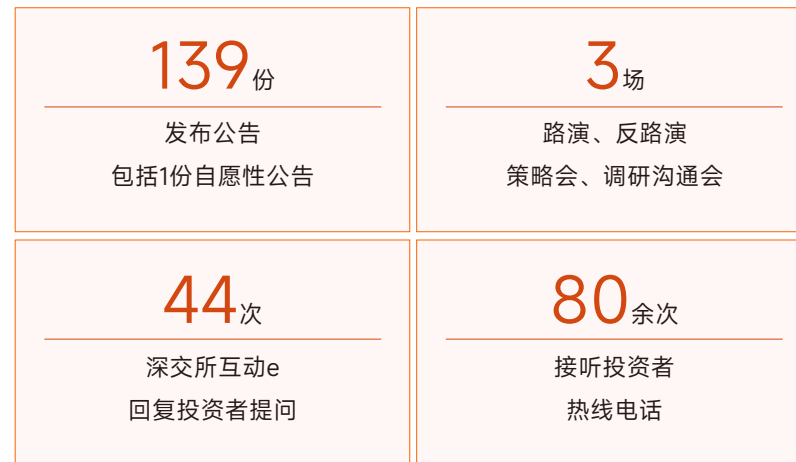 139份
发布公告
包括1份自愿性公告
3场
路演、反路演
策略会、调研沟通会
44次
深交所互动e
回复投资者提问
80余次
接听投资者
热线电话